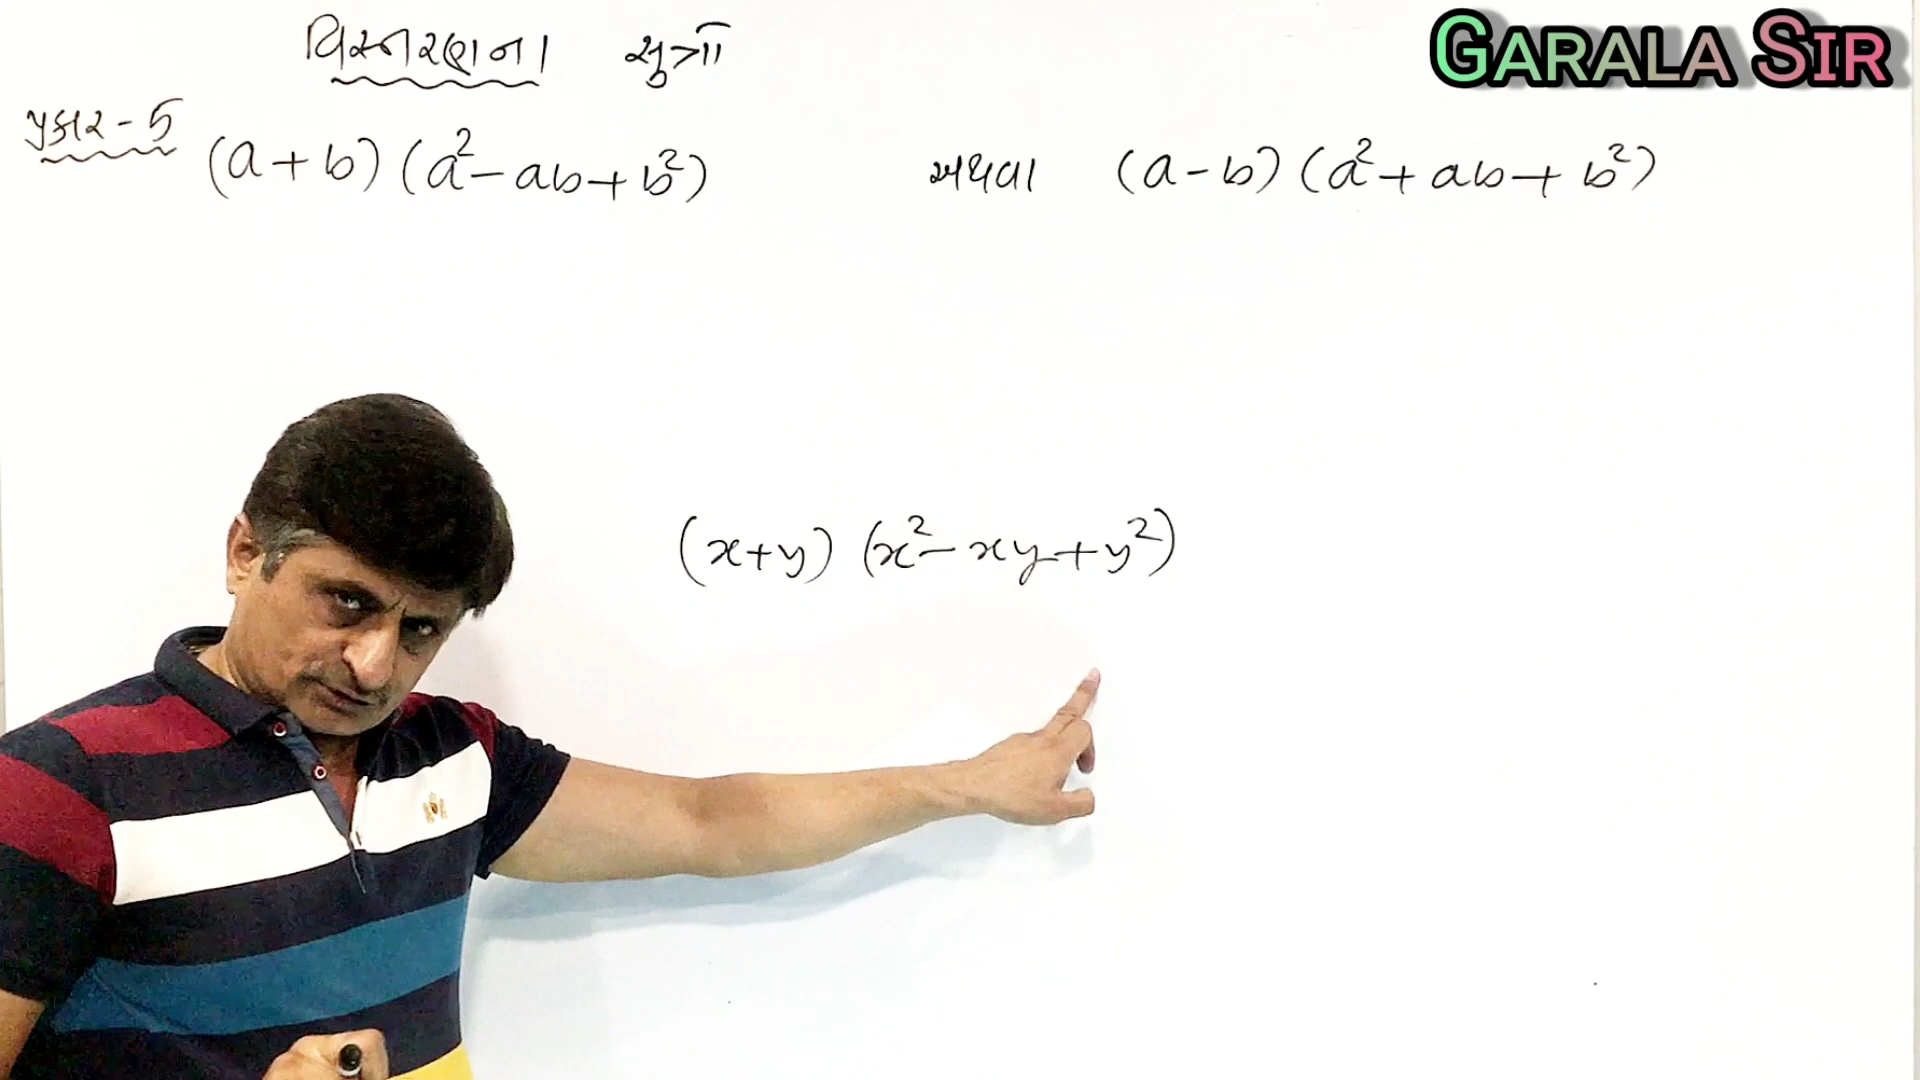 GARALA SIR
વિસ્તરણના સુત્રો
પ્રકાર - 5 (a + b) (a² - ab + b²) અથવા (a - b) (a² + ab + b²)
(x+y) (x² - xy + y²)